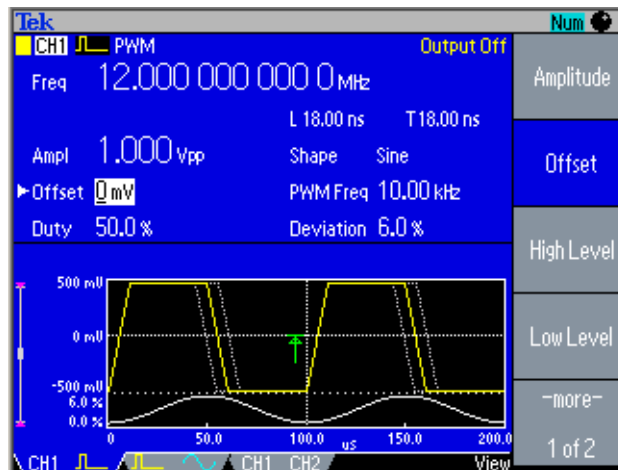 Tek Num
CH1 PWM Output Off
Freq 12.000 000 000 0 MHz
L 18.00 ns T18.00 ns
Ampl 1.000 Vpp Shape Sine
Offset 0 mV PWM Freq 10.00 kHz
Duty 50.0 % Deviation 6.0 %
Amplitude
Offset
High Level
Low Level
-more-
1 of 2
500 mV
0 mV
-500 mV
6.0 %
0.0 %
0 50.0 100.0 us 150.0 200.0
CH1 CH1 CH2 View